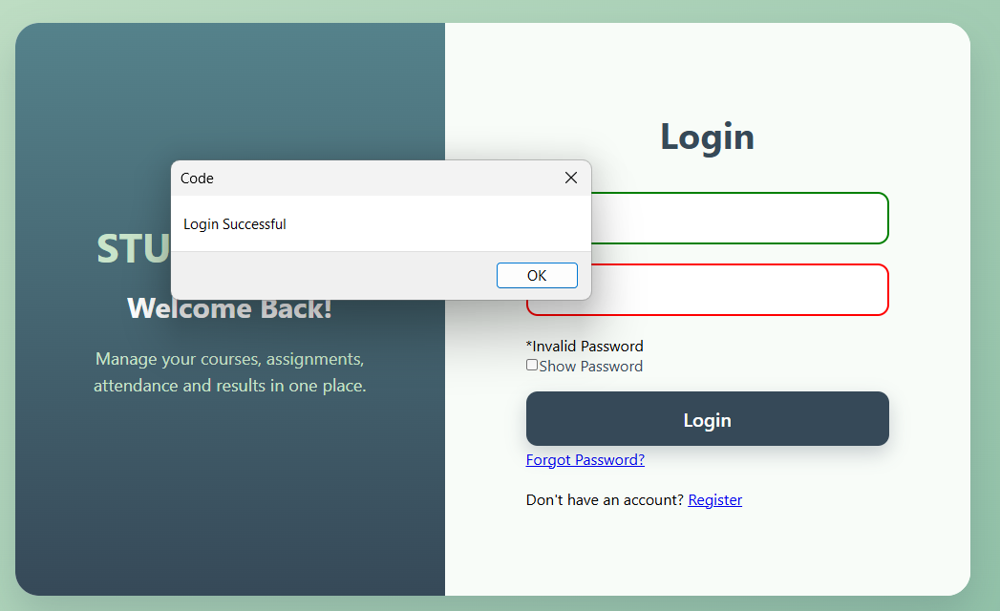 Login
Code
Login Successful
OK
Welcome Back!
Manage your courses, assignments,
attendance and results in one place.
*Invalid Password
Show Password
Login
Forgot Password?
Don't have an account? Register